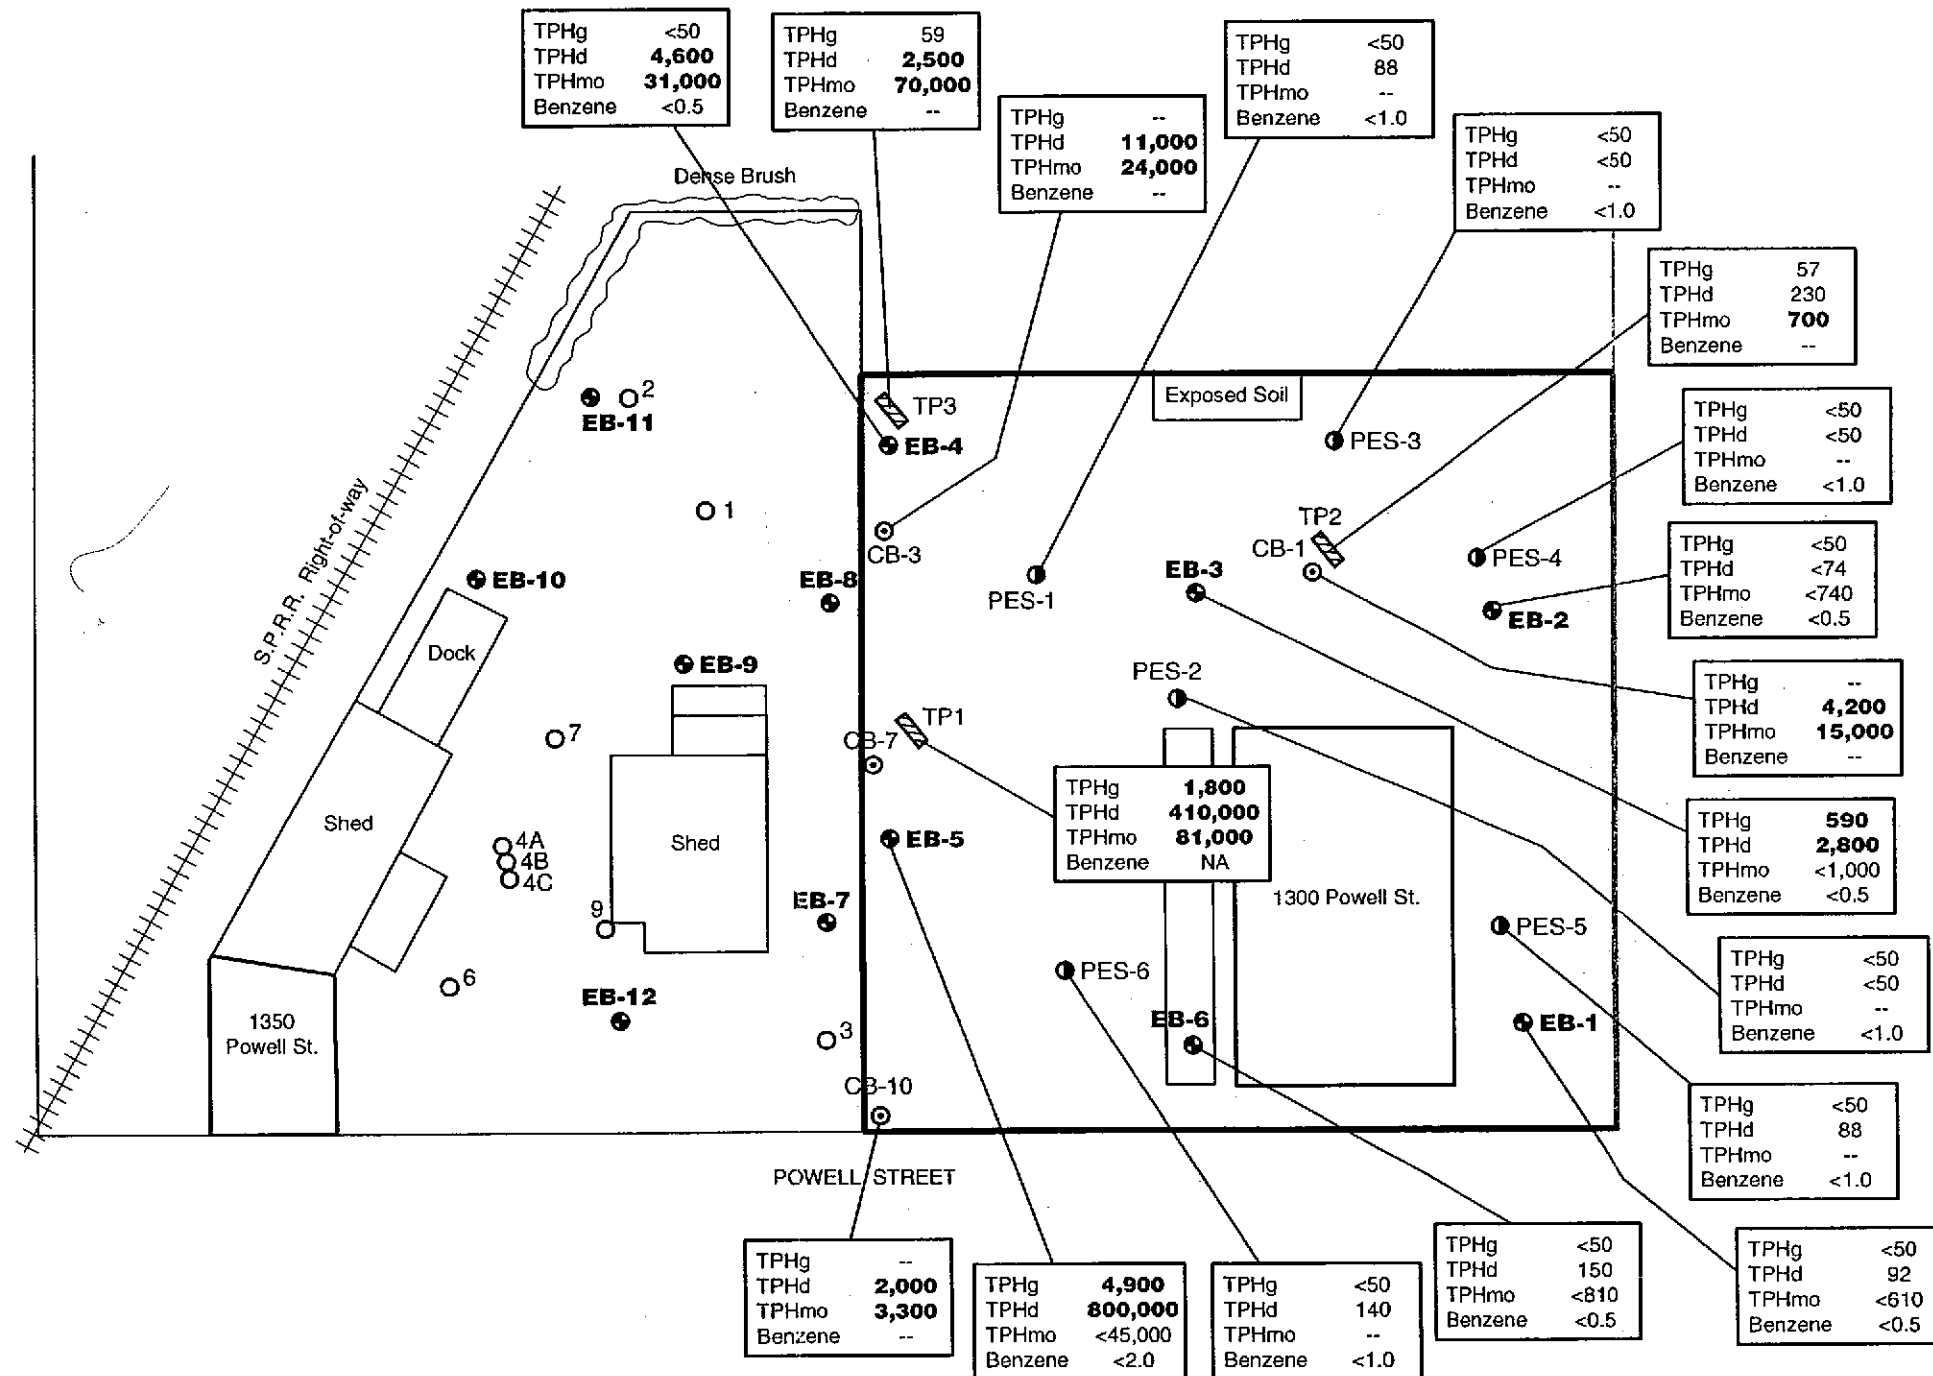 TPHg <50
TPHd 4,600
TPHmo 31,000
Benzene <0.5
TPHg 59
TPHd 2,500
TPHmo 70,000
Benzene --
TPHg --
TPHd 11,000
TPHmo 24,000
Benzene --
TPHg <50
TPHd 88
TPHmo --
Benzene <1.0
TPHg <50
TPHd <50
TPHmo --
Benzene <1.0
TPHg 57
TPHd 230
TPHmo 700
Benzene --
TPHg <50
TPHd <50
TPHmo --
Benzene <1.0
TPHg <50
TPHd <74
TPHmo <740
Benzene <0.5
TPHg --
TPHd 4,200
TPHmo 15,000
Benzene --
TPHg 590
TPHd 2,800
TPHmo <1,000
Benzene <0.5
TPHg <50
TPHd <50
TPHmo --
Benzene <1.0
TPHg <50
TPHd 88
TPHmo --
Benzene <1.0
TPHg <50
TPHd 92
TPHmo <610
Benzene <0.5
TPHg <50
TPHd 150
TPHmo <810
Benzene <0.5
TPHg <50
TPHd 140
TPHmo --
Benzene <1.0
TPHg 4,900
TPHd 800,000
TPHmo <45,000
Benzene <2.0
TPHg --
TPHd 2,000
TPHmo 3,300
Benzene --
TPHg 1,800
TPHd 410,000
TPHmo 81,000
Benzene NA
Dense Brush
S.P.R.R. Right-of-way
EB-11
2
1
EB-10
EB-8
Dock
EB-9
7
Shed
4A
4B
4C
Shed
9
EB-7
6
EB-12
3
1350
Powell St.
TP3
EB-4
CB-3
Exposed Soil
PES-3
TP2
CB-1
PES-4
PES-1
EB-3
EB-2
PES-2
TP1
CB-7
EB-5
1300 Powell St.
PES-5
PES-6
EB-6
EB-1
CB-10
POWELL STREET